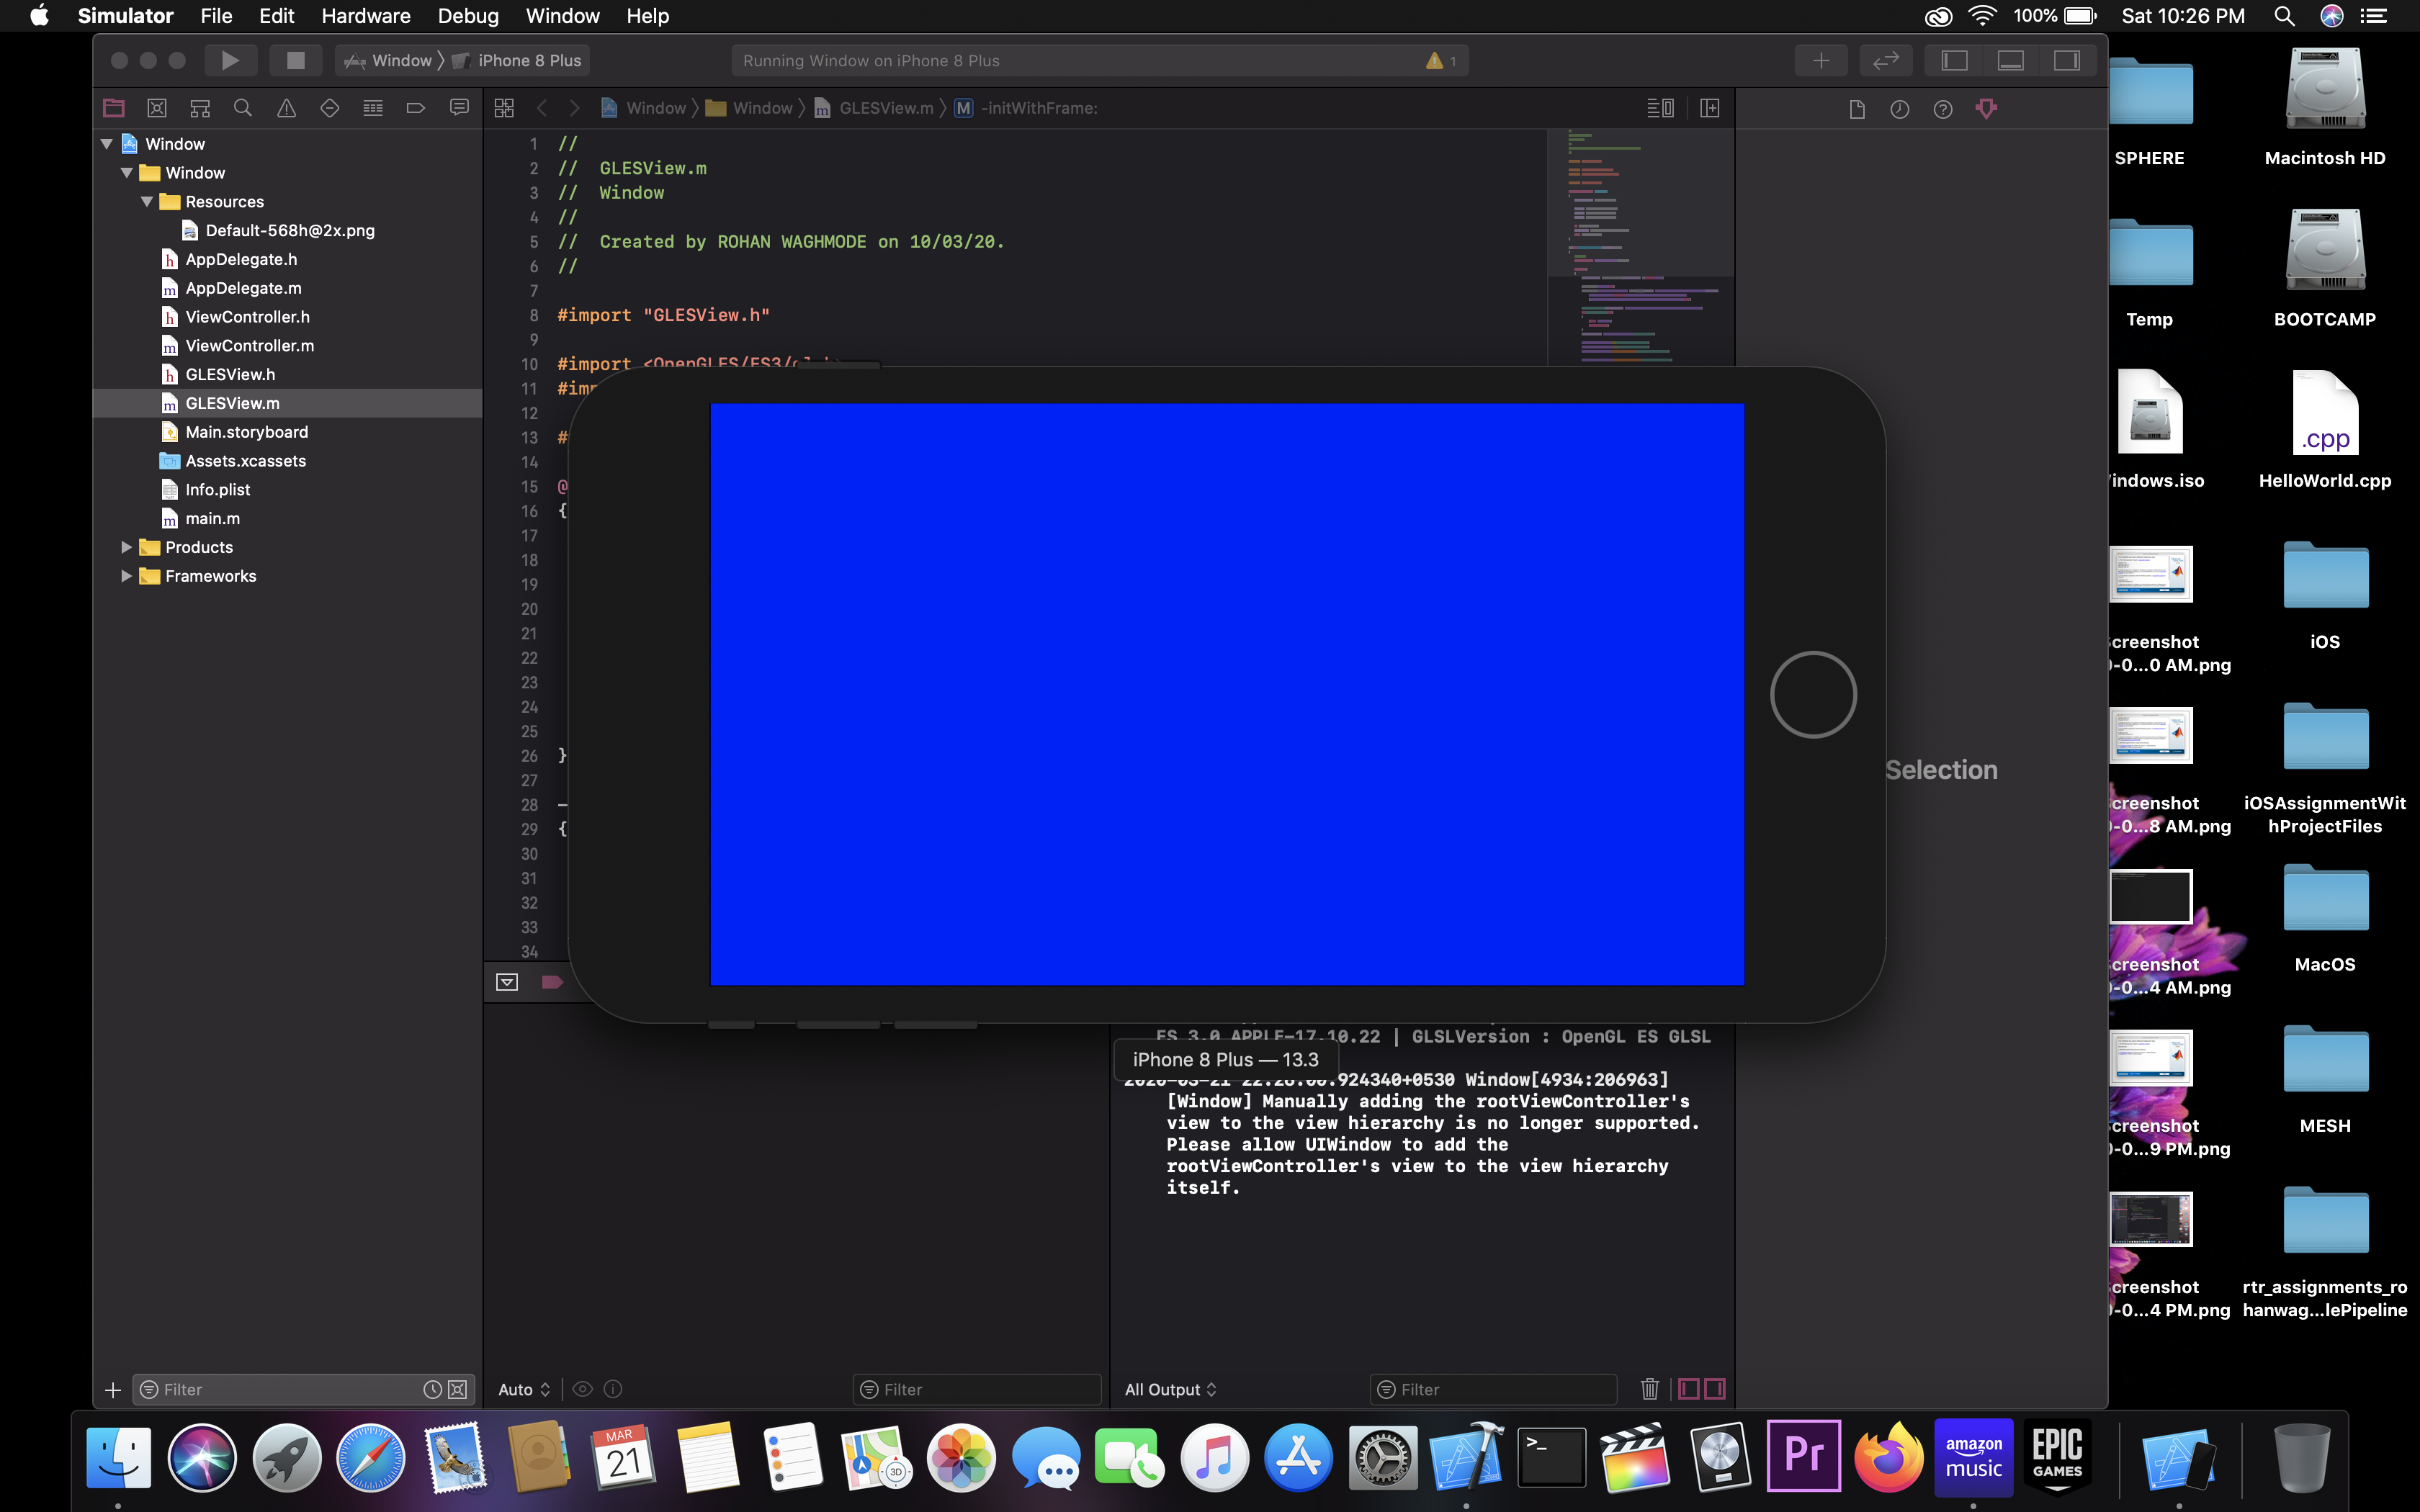 Simulator File Edit Hardware Debug Window Help
100% Sat 10:26 PM
Window iPhone 8 Plus
Running Window on iPhone 8 Plus
1
Window Window GLESView.m M -initWithFrame:
Window
Window
Resources
Default-568h@2x.png
h AppDelegate.h
m AppDelegate.m
h ViewController.h
m ViewController.m
h GLESView.h
m GLESView.m
Main.storyboard
Assets.xcassets
Info.plist
m main.m
Products
Frameworks
Filter
1 //
2 //  GLESView.m
3 //  Window
4 //
5 //  Created by ROHAN WAGHMODE on 10/03/20.
6 //
7
8 #import "GLESView.h"
9
10 #import <OpenGLES/ES3/
11 #im
12
13 #
14
15 @
16 {
17
18
19
20
21
22
23
24
25
26 }
27
28 -
29 {
30
31
32
33
34
Selection
ES 3.0 APPLE-17.10.22 | GLSLVersion : OpenGL ES GLSL
iPhone 8 Plus — 13.3
924340+0530 Window[4934:206963]
[Window] Manually adding the rootViewController's
view to the view hierarchy is no longer supported.
Please allow UIWindow to add the
rootViewController's view to the view hierarchy
itself.
Auto
Filter
All Output
Filter
SPHERE
Macintosh HD
Temp
BOOTCAMP
indows.iso
.cpp
HelloWorld.cpp
creenshot
0-0...0 AM.png
iOS
creenshot
0-0...8 AM.png
iOSAssignmentWit
hProjectFiles
creenshot
0-0...4 AM.png
MacOS
creenshot
0-0...9 PM.png
MESH
creenshot
0-0...4 PM.png
rtr_assignments_ro
hanwag...lePipeline
MAR
21
3D
>_
Pr
amazon
music
EPIC
GAMES